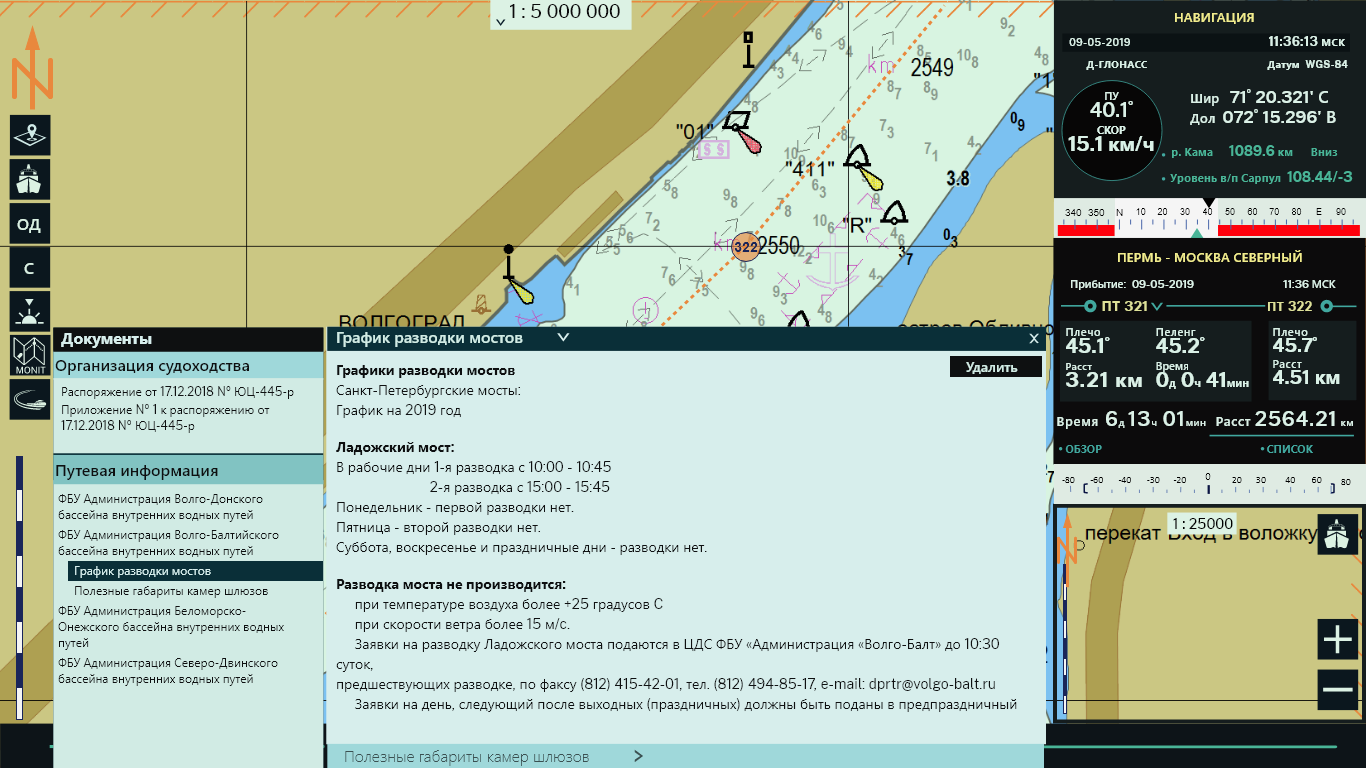 1 : 5 000 000
2549
km
"01"
"411"
"R"
3.8
322
2550
ВОЛГОГРАД
ОД
С
MONIT
Документы
Организация судоходства
Распоряжение от 17.12.2018 № ЮЦ-445-р
Приложение № 1 к распоряжению от
17.12.2018 № ЮЦ-445-р
Путевая информация
ФБУ Администрация Волго-Донского
бассейна внутренних водных путей
ФБУ Администрация Волго-Балтийского
бассейна внутренних водных путей
График разводки мостов
Полезные габариты камер шлюзов
ФБУ Администрация Беломорско-
Онежского бассейна внутренних водных
путей
ФБУ Администрация Северо-Двинского
бассейна внутренних водных путей
График разводки мостов
X
Удалить
Графики разводки мостов
Санкт-Петербургские мосты:
График на 2019 год
Ладожский мост:
В рабочие дни 1-я разводка с 10:00 - 10:45
2-я разводка с 15:00 - 15:45
Понедельник - первой разводки нет.
Пятница - второй разводки нет.
Суббота, воскресенье и праздничные дни - разводки нет.
Разводка моста не производится:
при температуре воздуха более +25 градусов С
при скорости ветра более 15 м/с.
Заявки на разводку Ладожского моста подаются в ЦДС ФБУ «Администрация «Волго-Балт» до 10:30
суток,
предшествующих разводке, по факсу (812) 415-42-01, тел. (812) 494-85-17, e-mail: dprtr@volgo-balt.ru
Заявки на день, следующий после выходных (праздничных) должны быть поданы в предпраздничный
Полезные габариты камер шлюзов
НАВИГАЦИЯ
09-05-2019 11:36:13 МСК
Д-ГЛОНАСС Датум WGS-84
ПУ
40.1°
СКОР
15.1 км/ч
Шир 71° 20.321' С
Дол 072° 15.296' В
р. Кама 1089.6 км Вниз
Уровень в/п Сарпул 108.44/-3
340 350 N 10 20 30 40 50 60 70 80 E 90
ПЕРМЬ - МОСКВА СЕВЕРНЫЙ
Прибытие: 09-05-2019 11:36 МСК
ПТ 321 ПТ 322
Плечо Пеленг Плечо
45.1° 45.2° 45.7°
Расст Время Расст
3.21 км 0д 0ч 41мин 4.51 км
Время 6д 13ч 01мин Расст 2564.21 км
ОБЗОР СПИСОК
-80 -60 -40 -20 0 20 30 40 60 80
1 : 25000
перекат Вход в воложку